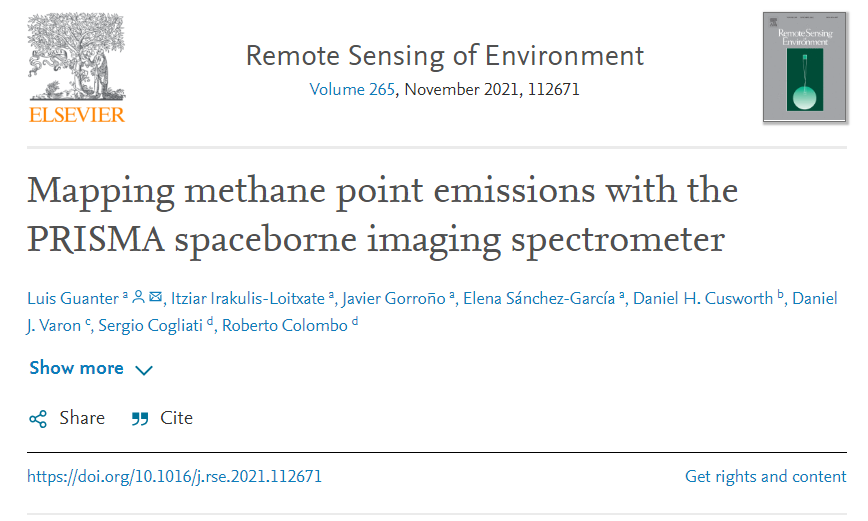 ELSEVIER
Remote Sensing of Environment
Volume 265, November 2021, 112671
Remote Sensing
Environment
Mapping methane point emissions with the
PRISMA spaceborne imaging spectrometer
Luis Guanter a, Itziar Irakulis-Loitxate a, Javier Gorroño a, Elena Sánchez-García a, Daniel H. Cusworth b, Daniel
J. Varon c, Sergio Cogliati d, Roberto Colombo d
Show more
Share Cite
https://doi.org/10.1016/j.rse.2021.112671
Get rights and content